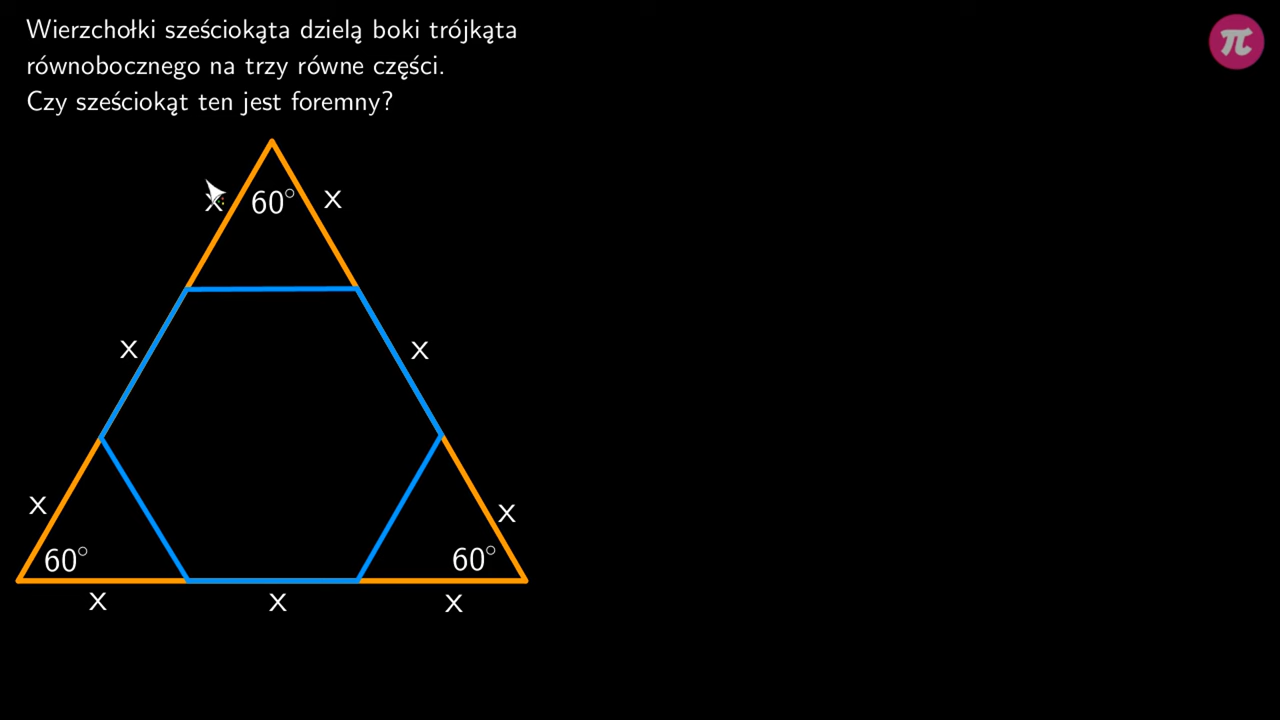 Wierzchołki sześciokąta dzielą boki trójkąta
równobocznego na trzy równe części.
Czy sześciokąt ten jest foremny?
π
x 60° x
x x
x x
60° 60°
x x x